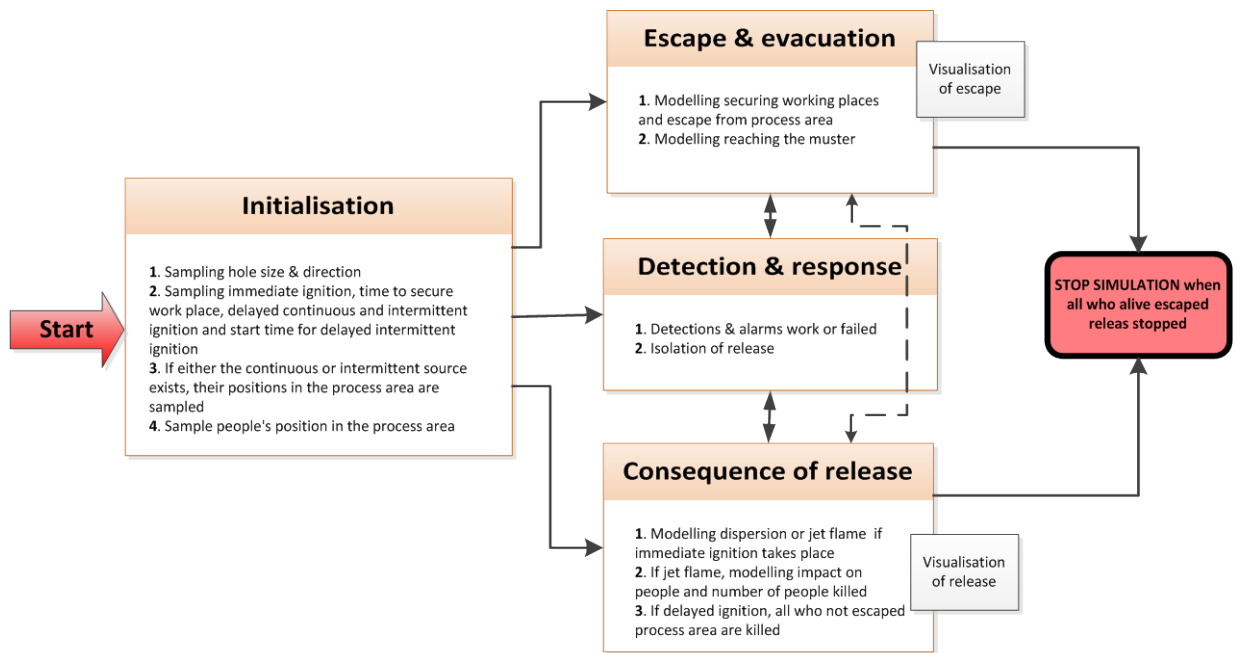 Start
Initialisation
1. Sampling hole size & direction
2. Sampling immediate ignition, time to secure
work place, delayed continuous and intermittent
ignition and start time for delayed intermittent
ignition
3. If either the continuous or intermittent source
exists, their positions in the process area are
sampled
4. Sample people's position in the process area
Escape & evacuation
1. Modelling securing working places
and escape from process area
2. Modelling reaching the muster
Visualisation
of escape
Detection & response
1. Detections & alarms work or failed
2. Isolation of release
Consequence of release
1. Modelling dispersion or jet flame if
immediate ignition takes place
2. If jet flame, modelling impact on
people and number of people killed
3. If delayed ignition, all who not escaped
process area are killed
Visualisation
of release
STOP SIMULATION when
all who alive escaped
releas stopped